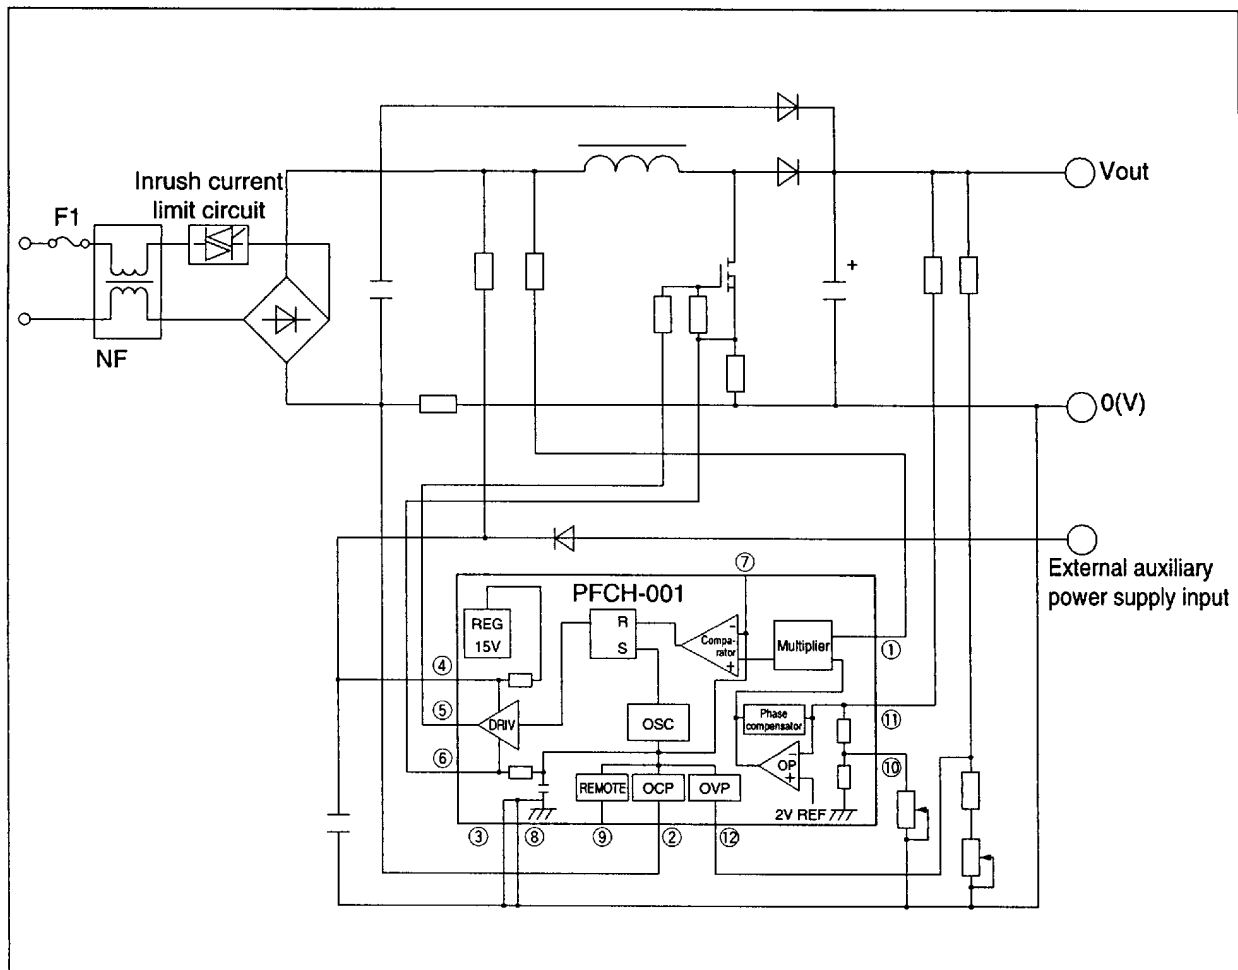 Inrush current
limit circuit
F1
NF
+
Vout
0(V)
External auxiliary
power supply input
⑦
PFCH-001
REG
15V
R
S
Compa-
rator
−
+
Multiplier
①
④
⑤
DRIV
OSC
Phase
compensator
⑪
⑥
OP
−
+
⑩
REMOTE
OCP
OVP
2V REF
③
⑧
⑨
②
⑫